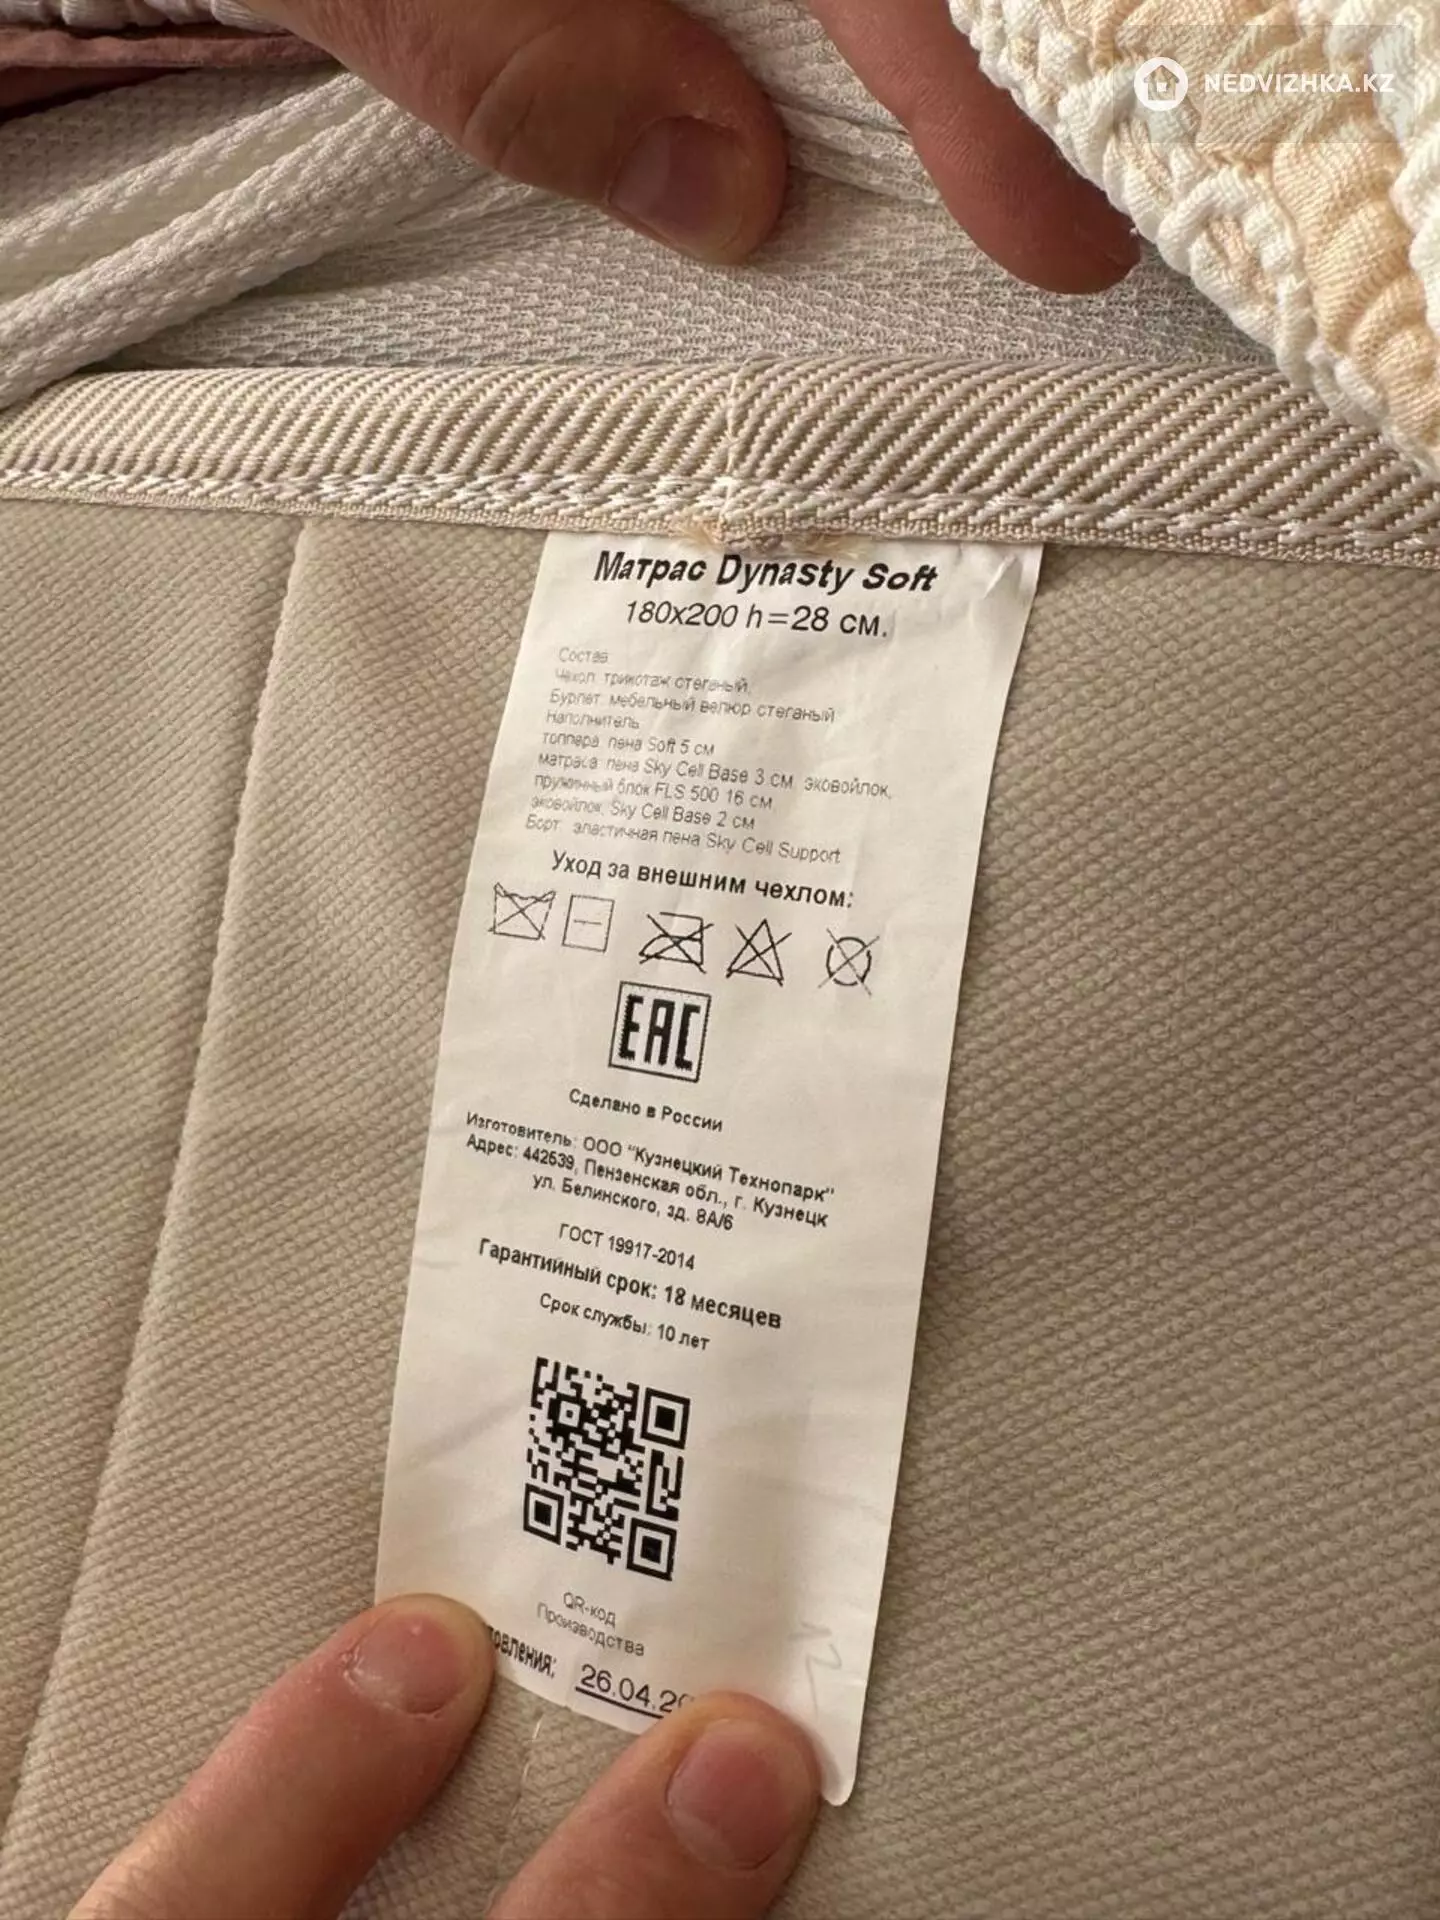 NEDVIZHKA.KZ
Матрас Dynasty Soft
180x200 h=28 см.
Состав:
Чехол: трикотаж стеганый,
Бурлет: мебельный велюр стеганый
Наполнитель:
топпера: пена Soft 5 см
матраса: пена Sky Cell Base 3 см, эковойлок,
пружинный блок FLS 500 16 см,
эковойлок, Sky Cell Base 2 см
Борт: эластичная пена Sky Cell Support
Уход за внешним чехлом:
EAC
Сделано в России
Изготовитель: ООО "Кузнецкий Технопарк"
Адрес: 442539, Пензенская обл., г. Кузнецк
ул. Белинского, зд. 8А/6
ГОСТ 19917-2014
Гарантийный срок: 18 месяцев
Срок службы: 10 лет
QR-код
Производства
овления: 26.04.20